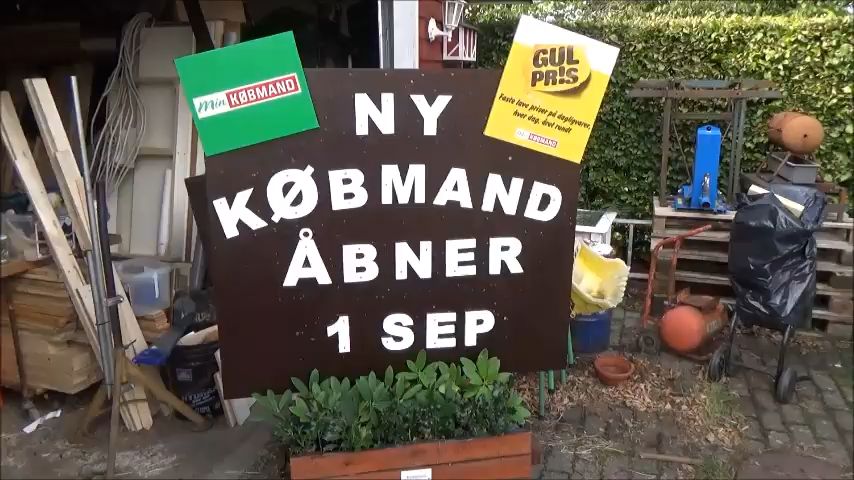 Min KØBMAND
GUL
PRIS
Faste lave priser på dagligvarer,
hver dag, året rundt
Min KØBMAND
NY
KØBMAND
ÅBNER
1 SEP